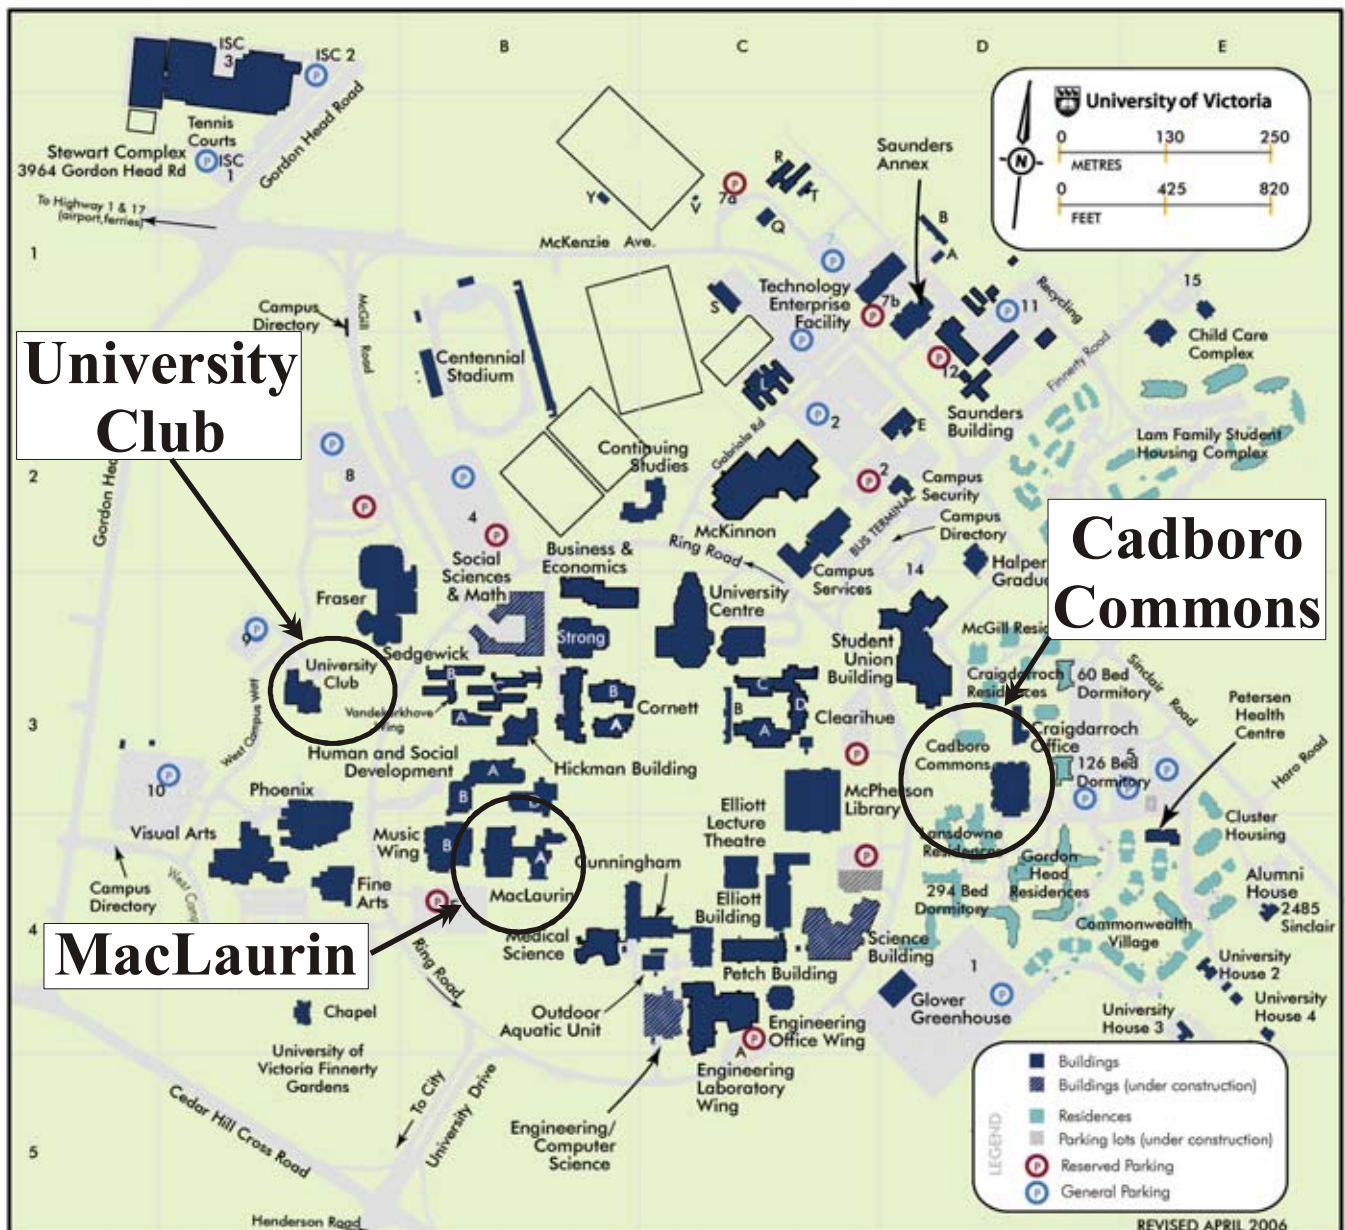 B
C
D
E
1
2
3
4
5
ISC
3
ISC 2
Tennis
Courts
Stewart Complex
3964 Gordon Head Rd
ISC
1
Gordon Head Road
To Highway 1 & 17
(airport,ferries)
McKenzie Ave.
Y
V
7a
R
T
Q
7
S
Technology
Enterprise
Facility
7b
Saunders
Annex
B
A
University of Victoria
0 130 250
METRES
0 425 820
FEET
N
Recycling
11
12
15
Child Care
Complex
Finnerty Road
Saunders
Building
Lam Family Student
Housing Complex
Campus
Directory
McGill Road
Centennial
Stadium
L
2
E
Gabriola Rd
University
Club
Gordon Hea
8
4
Continuing
Studies
McKinnon
2
Campus
Security
BUS TERMINAL
Campus
Directory
Ring Road
Campus
Services
14
Halper
Gradu
Cadboro
Commons
Social
Sciences
& Math
Business &
Economics
Fraser
9
University
Centre
Strong
Student
Union
Building
McGill Resid
Sedgewick
University
Club
B
C
A
Vandekerkhove
Wing
B
A
Cornett
C
B
D
A
Clearihue
Craigdarroch
Residences
60 Bed
Dormitory
Sinclair Road
Petersen
Health
Centre
Craigdarroch
Office
Cadboro
Commons
126 Bed
Dormitory
5
Haro Road
West Campus Way
Human and Social
Development
Hickman Building
A
B
D
10
Phoenix
Visual Arts
Music
Wing
B
A
MacLaurin
Cunningham
Elliott
Lecture
Theatre
McPherson
Library
Lansdowne
Residences
Gordon
Head
Residences
294 Bed
Dormitory
Cluster
Housing
Alumni
House
2485
Sinclair
Campus
Directory
West Camp
Fine
Arts
MacLaurin
Ring Road
Medical
Science
Elliott
Building
Petch Building
Science
Building
Commonwealth
Village
1
University
House 2
University
House 4
University
House 3
Glover
Greenhouse
Chapel
University of
Victoria Finnerty
Gardens
Outdoor
Aquatic Unit
A
Engineering
Office Wing
Engineering
Laboratory
Wing
Engineering/
Computer
Science
To City
University Drive
Cedar Hill Cross Road
Henderson Road
LEGEND
Buildings
Buildings (under construction)
Residences
Parking lots (under construction)
P Reserved Parking
P General Parking
REVISED APRIL 2006